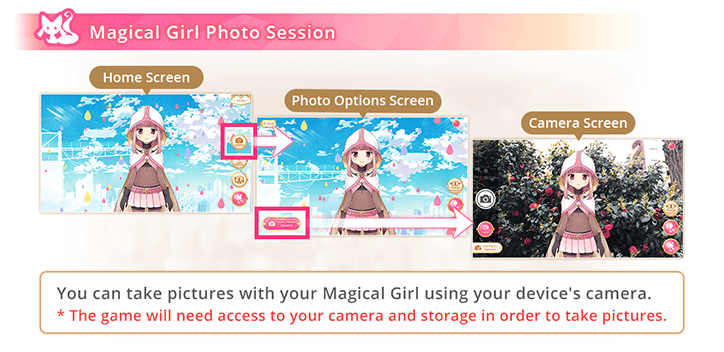 Magical Girl Photo Session
Home Screen
Photo Options Screen
Camera Screen
You can take pictures with your Magical Girl using your device's camera.
* The game will need access to your camera and storage in order to take pictures.